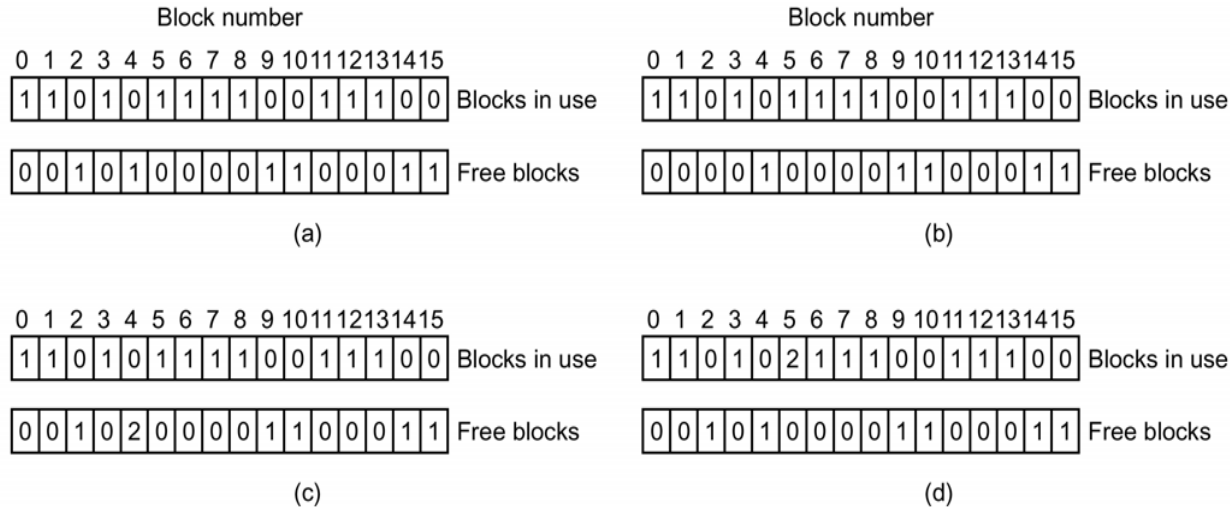 Block number
0 1 2 3 4 5 6 7 8 9 10 11 12 13 14 15
1 1 0 1 0 1 1 1 1 0 0 1 1 1 0 0 Blocks in use
0 0 1 0 1 0 0 0 0 1 1 0 0 0 1 1 Free blocks
(a)
Block number
0 1 2 3 4 5 6 7 8 9 10 11 12 13 14 15
1 1 0 1 0 1 1 1 1 0 0 1 1 1 0 0 Blocks in use
0 0 0 0 1 0 0 0 0 1 1 0 0 0 1 1 Free blocks
(b)
0 1 2 3 4 5 6 7 8 9 10 11 12 13 14 15
1 1 0 1 0 1 1 1 1 0 0 1 1 1 0 0 Blocks in use
0 0 1 0 2 0 0 0 0 1 1 0 0 0 1 1 Free blocks
(c)
0 1 2 3 4 5 6 7 8 9 10 11 12 13 14 15
1 1 0 1 0 2 1 1 1 0 0 1 1 1 0 0 Blocks in use
0 0 1 0 1 0 0 0 0 1 1 0 0 0 1 1 Free blocks
(d)